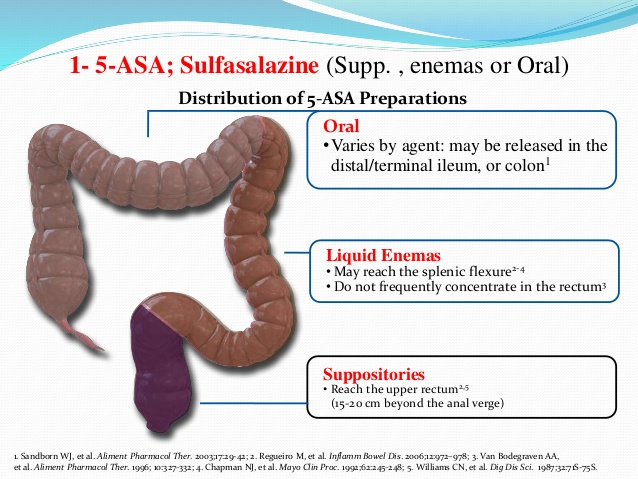 1- 5-ASA; Sulfasalazine (Supp. , enemas or Oral)
Distribution of 5-ASA Preparations
Oral
•Varies by agent: may be released in the
distal/terminal ileum, or colon1
Liquid Enemas
• May reach the splenic flexure2-4
• Do not frequently concentrate in the rectum3
Suppositories
• Reach the upper rectum2,5
(15-20 cm beyond the anal verge)
1. Sandborn WJ, et al. Aliment Pharmacol Ther. 2003;17:29-42; 2. Regueiro M, et al. Inflamm Bowel Dis. 2006;12:972–978; 3. Van Bodegraven AA,
et al. Aliment Pharmacol Ther. 1996; 10:327-332; 4. Chapman NJ, et al. Mayo Clin Proc. 1992;62:245-248; 5. Williams CN, et al. Dig Dis Sci. 1987;32:71S-75S.